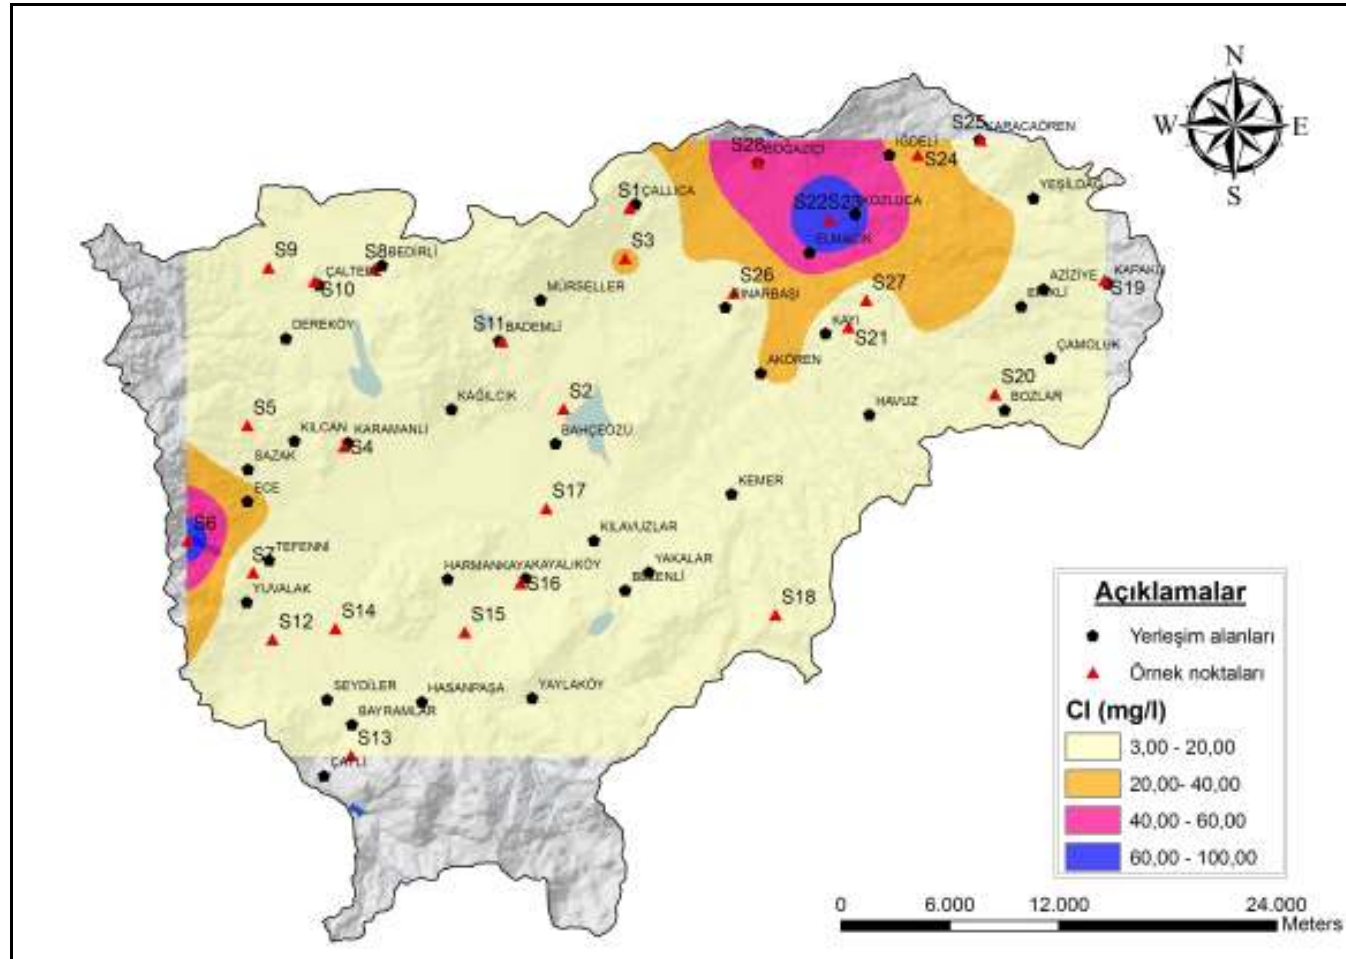 N
W
E
S
S25
KARACAÖREN
S28
BOĞAZİÇİ
İĞDELİ
S24
S1
ÇALLICA
YEŞİLDAĞ
S22
S23
KOZLUCA
ELMACIK
S3
S9
S8
BEDİRLİ
S10
S26
S27
AZİZİYE
S19
MÜRSELLER
KAYI
S21
DEREKÖY
S11
BADEMLİ
ÇAMOLUK
AKÖREN
S20
BOZLAR
KAĞILCIK
S2
HAVUZ
S5
KILCAN
KARAMANLI
S4
BAHÇEÖZÜ
SAZAK
ECE
KEMER
S17
S6
KILAVUZLAR
S7
TEFENNİ
HARMANKAYA
KAYALIKÖY
YAKALAR
S16
BELENLİ
YUVALAK
S12
S14
S15
S18
SEYDİLER
HASANPAŞA
YAYLAKÖY
BAYRAMLAR
S13
Açıklamalar
Yerleşim alanları
Örnek noktaları
Cl (mg/l)
3,00 - 20,00
20,00- 40,00
40,00 - 60,00
60,00 - 100,00
0
6.000
12.000
24.000
Meters